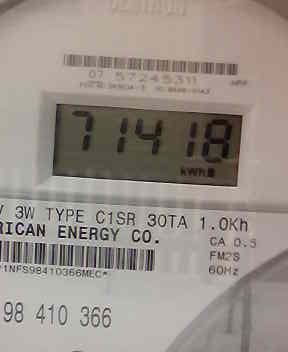 07 57245311
71418
kWh
V 3W TYPE C1SR 30TA 1.0Kh
RICAN ENERGY CO.
CA 0.5
FM2S
60Hz
1NFS98410366MEC*
98 410 366